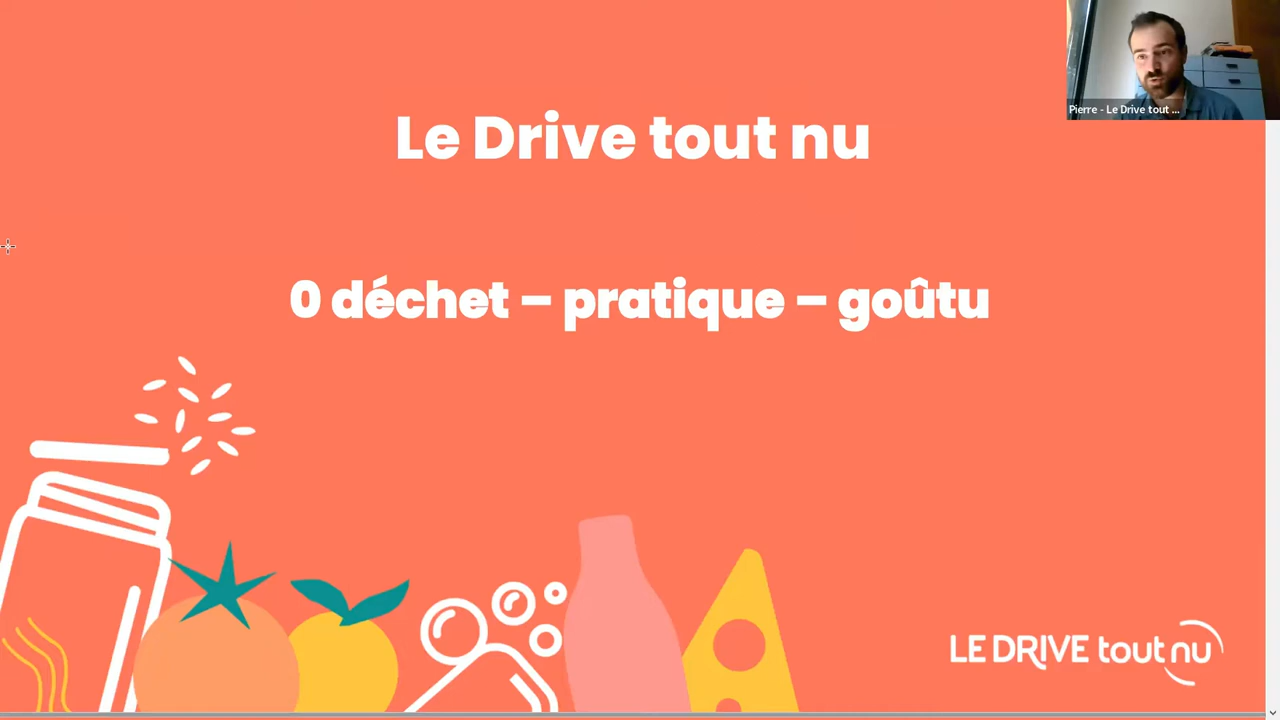 Le Drive tout nu
0 déchet – pratique – goûtu
Pierre - Le Drive tout ...
LE DRIVE tout nu